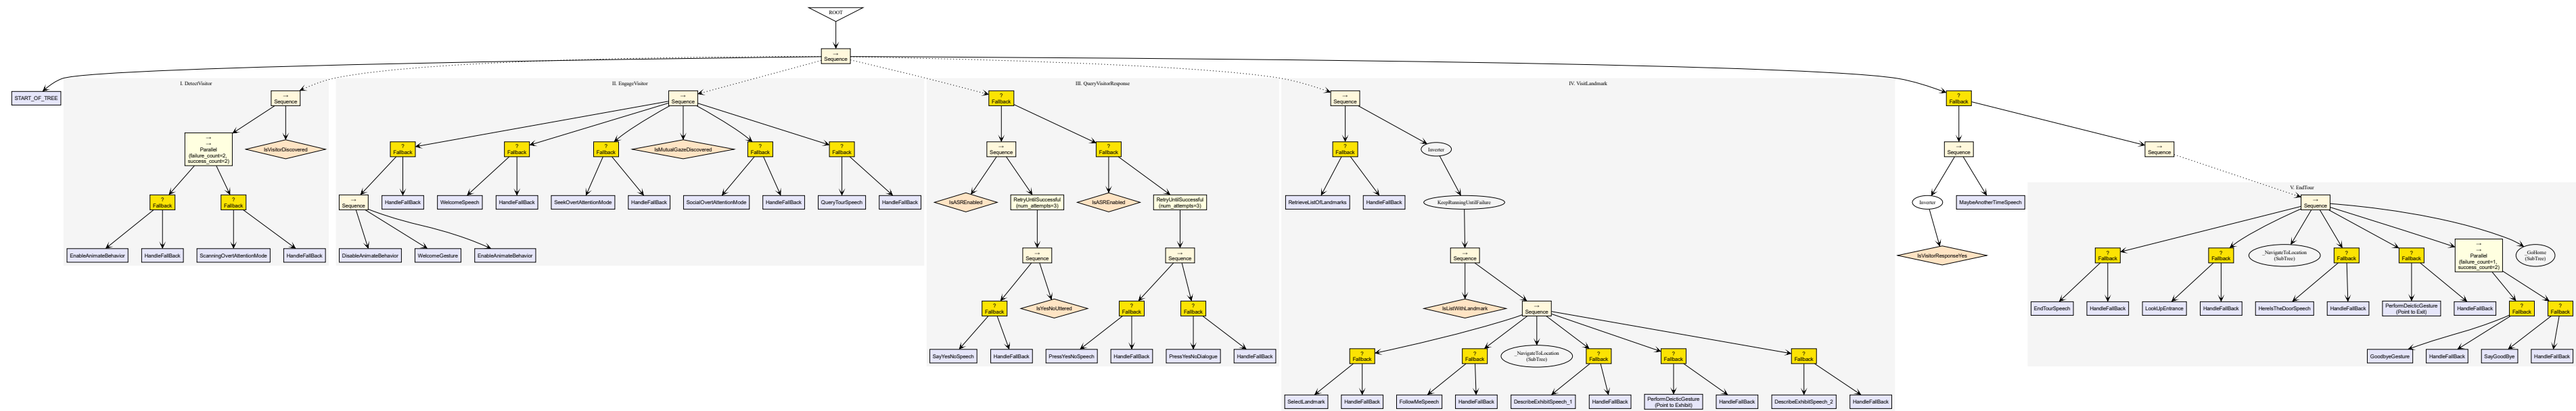 ROOT
→
Sequence
START_OF_TREE
I. DetectVisitor
→
Sequence
→
→
Parallel
(failure_count=2,
success_count=2)
IsVisitorDiscovered
?
Fallback
?
Fallback
EnableAnimateBehavior
HandleFallBack
ScanningOvertAttentionMode
HandleFallBack
II. EngageVisitor
→
Sequence
?
Fallback
?
Fallback
?
Fallback
IsMutualGazeDiscovered
?
Fallback
?
Fallback
→
Sequence
HandleFallBack
WelcomeSpeech
HandleFallBack
SeekOvertAttentionMode
HandleFallBack
SocialOvertAttentionMode
HandleFallBack
QueryTourSpeech
HandleFallBack
DisableAnimateBehavior
WelcomeGesture
EnableAnimateBehavior
III. QueryVisitorResponse
?
Fallback
→
Sequence
?
Fallback
IsASREnabled
RetryUntilSuccessful
(num_attempts=3)
IsASREnabled
RetryUntilSuccessful
(num_attempts=3)
→
Sequence
→
Sequence
?
Fallback
IsYesNoUttered
?
Fallback
?
Fallback
SayYesNoSpeech
HandleFallBack
PressYesNoSpeech
HandleFallBack
PressYesNoDialogue
HandleFallBack
IV. VisitLandmark
→
Sequence
?
Fallback
Inverter
RetrieveListOfLandmarks
HandleFallBack
KeepRunningUntilFailure
→
Sequence
IsListWithLandmark
→
Sequence
?
Fallback
?
Fallback
_NavigateToLocation
(SubTree)
?
Fallback
?
Fallback
?
Fallback
SelectLandmark
HandleFallBack
FollowMeSpeech
HandleFallBack
DescribeExhibitSpeech_1
HandleFallBack
PerformDeicticGesture
(Point to Exhibit)
HandleFallBack
DescribeExhibitSpeech_2
HandleFallBack
?
Fallback
→
Sequence
→
Sequence
Inverter
MaybeAnotherTimeSpeech
IsVisitorResponseYes
V. EndTour
→
Sequence
?
Fallback
?
Fallback
_NavigateToLocation
(SubTree)
?
Fallback
?
Fallback
→
→
Parallel
(failure_count=1,
success_count=2)
_GoHome
(SubTree)
EndTourSpeech
HandleFallBack
LookUpEntrance
HandleFallBack
HereIsTheDoorSpeech
HandleFallBack
PerformDeicticGesture
(Point to Exit)
HandleFallBack
?
Fallback
?
Fallback
GoodbyeGesture
HandleFallBack
SayGoodBye
HandleFallBack